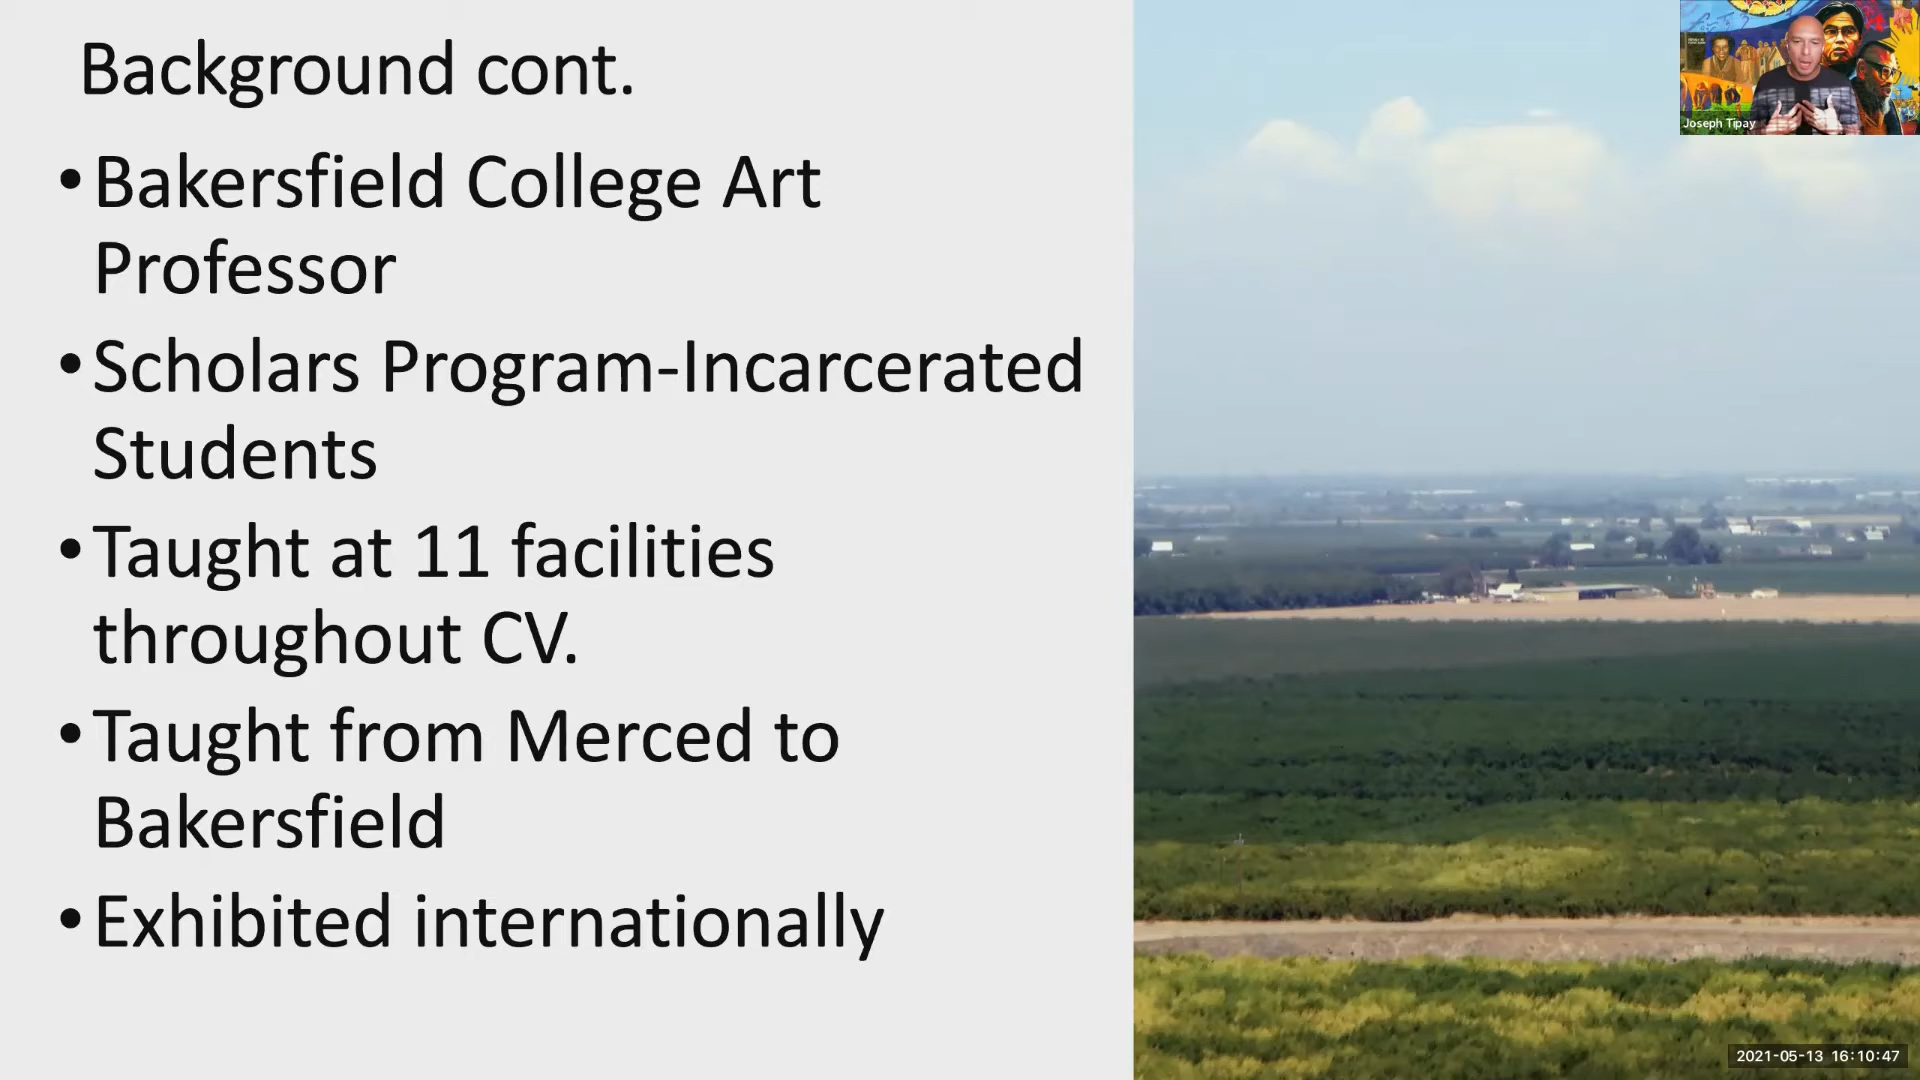 Background cont.
• Bakersfield College Art
Professor
• Scholars Program-Incarcerated
Students
• Taught at 11 facilities
throughout CV.
• Taught from Merced to
Bakersfield
• Exhibited internationally
Joseph Tipay
2021-05-13 16:10:47